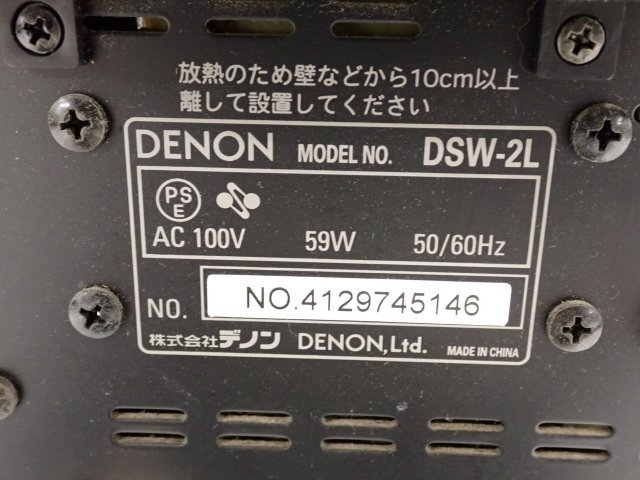 放熱のため壁などから10cm以上
離して設置してください
DENON MODEL NO. DSW-2L
PS
E
AC 100V 59W 50/60Hz
NO. NO.4129745146
株式会社デノン DENON,Ltd. MADE IN CHINA